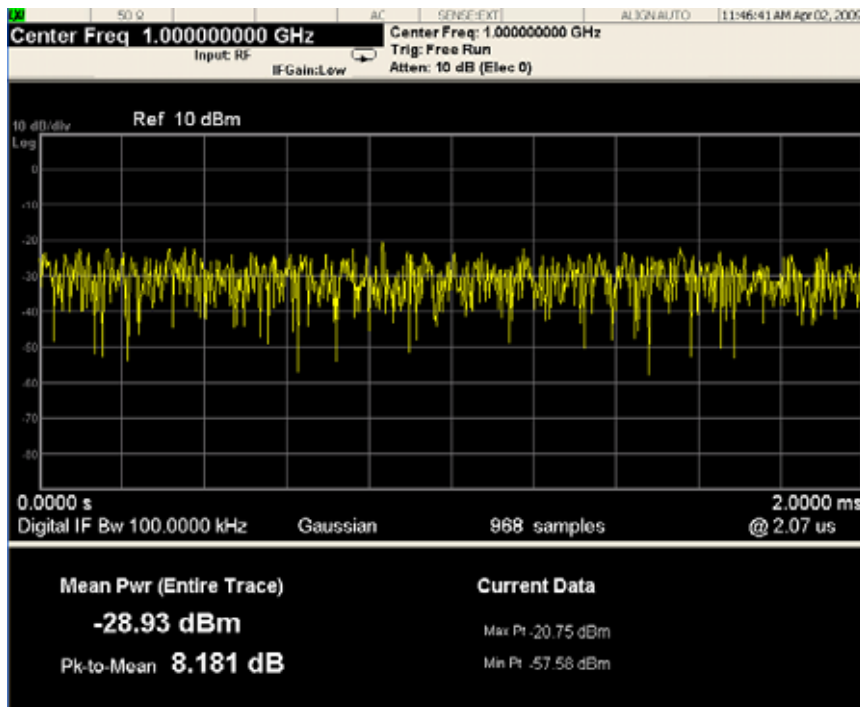 LXI 50 Ω AC SENSE:EXT ALIGN AUTO 11:46:41 AM Apr 02, 2009
Center Freq 1.000000000 GHz
Input: RF
IFGain:Low
Center Freq: 1.000000000 GHz
Trig: Free Run
Atten: 10 dB (Elec 0)
10 dB/div Ref 10 dBm
Log
0
-10
-20
-30
-40
-50
-60
-70
-80
0.0000 s 2.0000 ms
Digital IF Bw 100.0000 kHz Gaussian 968 samples @ 2.07 us
Mean Pwr (Entire Trace)
-28.93 dBm
Pk-to-Mean 8.181 dB
Current Data
Max Pt -20.75 dBm
Min Pt -57.58 dBm